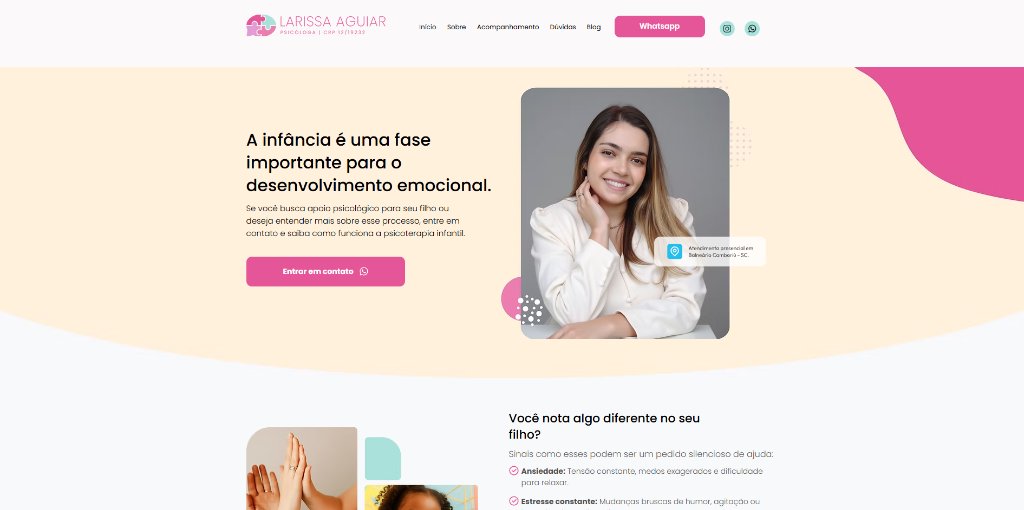 LARISSA AGUIAR
PSICÓLOGA | CRP 12/19232
Início Sobre Acompanhamento Dúvidas Blog Whatsapp
A infância é uma fase
importante para o
desenvolvimento emocional.
Se você busca apoio psicológico para seu filho ou
deseja entender mais sobre esse processo, entre em
contato e saiba como funciona a psicoterapia infantil.
Entrar em contato
Atendimento presencial em
Balneário Camboriú - SC.
Você nota algo diferente no seu
filho?
Sinais como esses podem ser um pedido silencioso de ajuda:
Ansiedade: Tensão constante, medos exagerados e dificuldade
para relaxar.
Estresse constante: Mudanças bruscas de humor, agitação ou